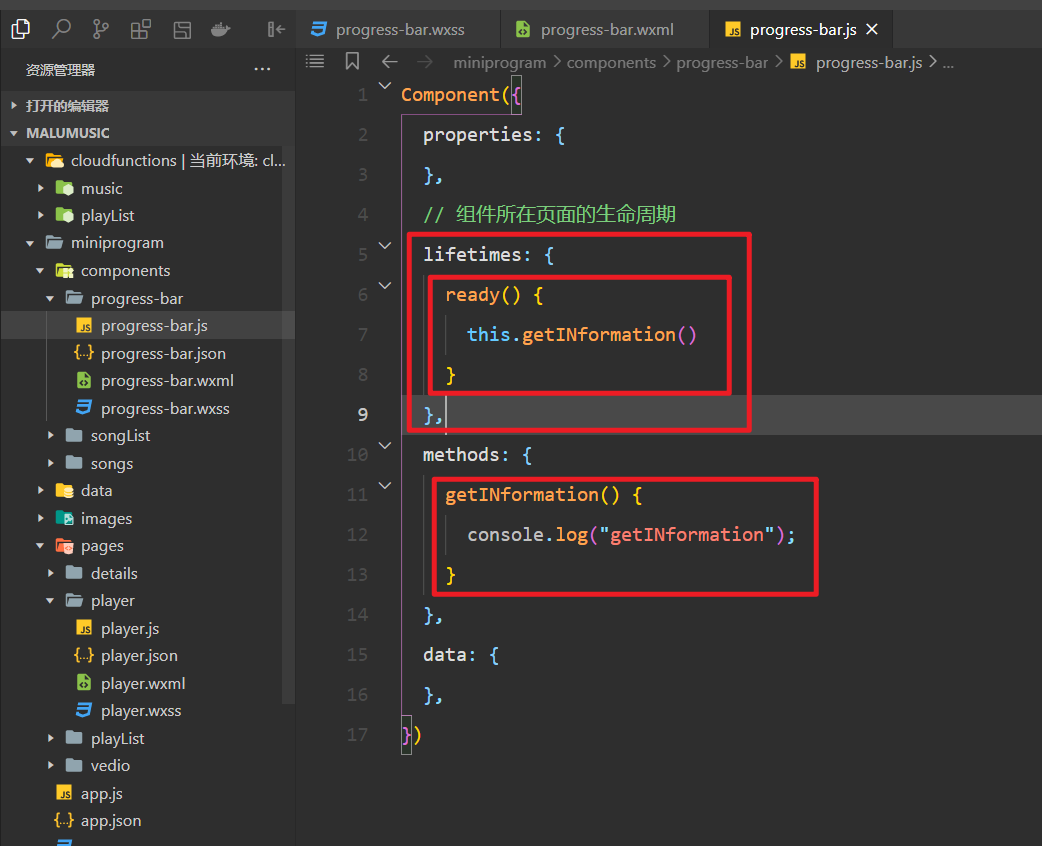 progress-bar.wxss
progress-bar.wxml
JS progress-bar.js
资源管理器
miniprogram
components
progress-bar
JS progress-bar.js
...
打开的编辑器
MALUMUSIC
cloudfunctions | 当前环境: cl...
music
playList
miniprogram
components
progress-bar
JS progress-bar.js
{..} progress-bar.json
progress-bar.wxml
progress-bar.wxss
songList
songs
data
images
pages
details
player
JS player.js
{..} player.json
player.wxml
player.wxss
playList
vedio
JS app.js
{..} app.json
1 Component({
2 properties: {
3 },
4 // 组件所在页面的生命周期
5 lifetimes: {
6 ready() {
7 this.getINformation()
8 }
9 },
10 methods: {
11 getINformation() {
12 console.log("getINformation");
13 }
14 },
15 data: {
16 },
17 })